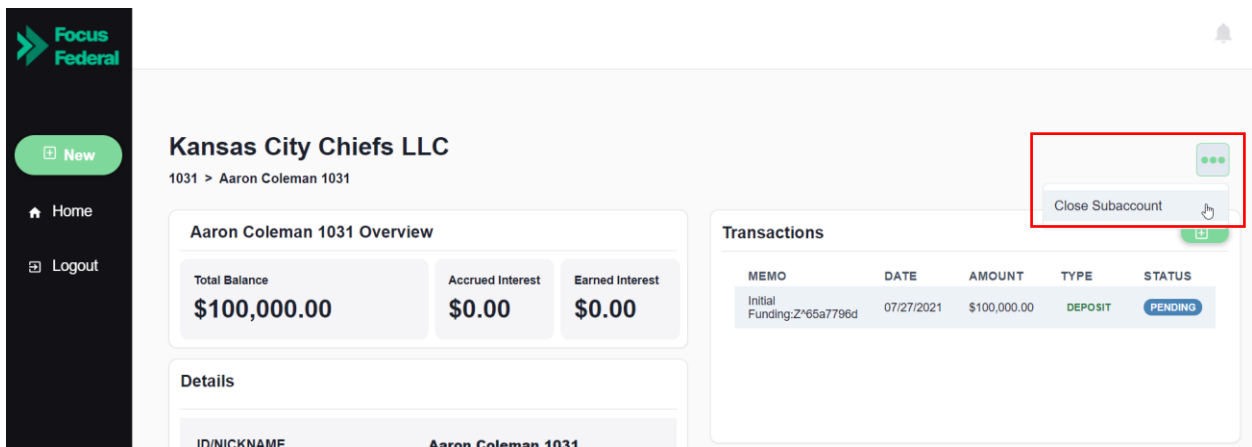 Focus
Federal
New
Home
Logout
Kansas City Chiefs LLC
1031 > Aaron Coleman 1031
Close Subaccount
Aaron Coleman 1031 Overview
Total Balance
$100,000.00
Accrued Interest
$0.00
Earned Interest
$0.00
Details
ID/NICKNAME
Aaron Coleman 1031
Transactions
MEMO DATE AMOUNT TYPE STATUS
Initial
Funding:Z^65a7796d 07/27/2021 $100,000.00 DEPOSIT PENDING